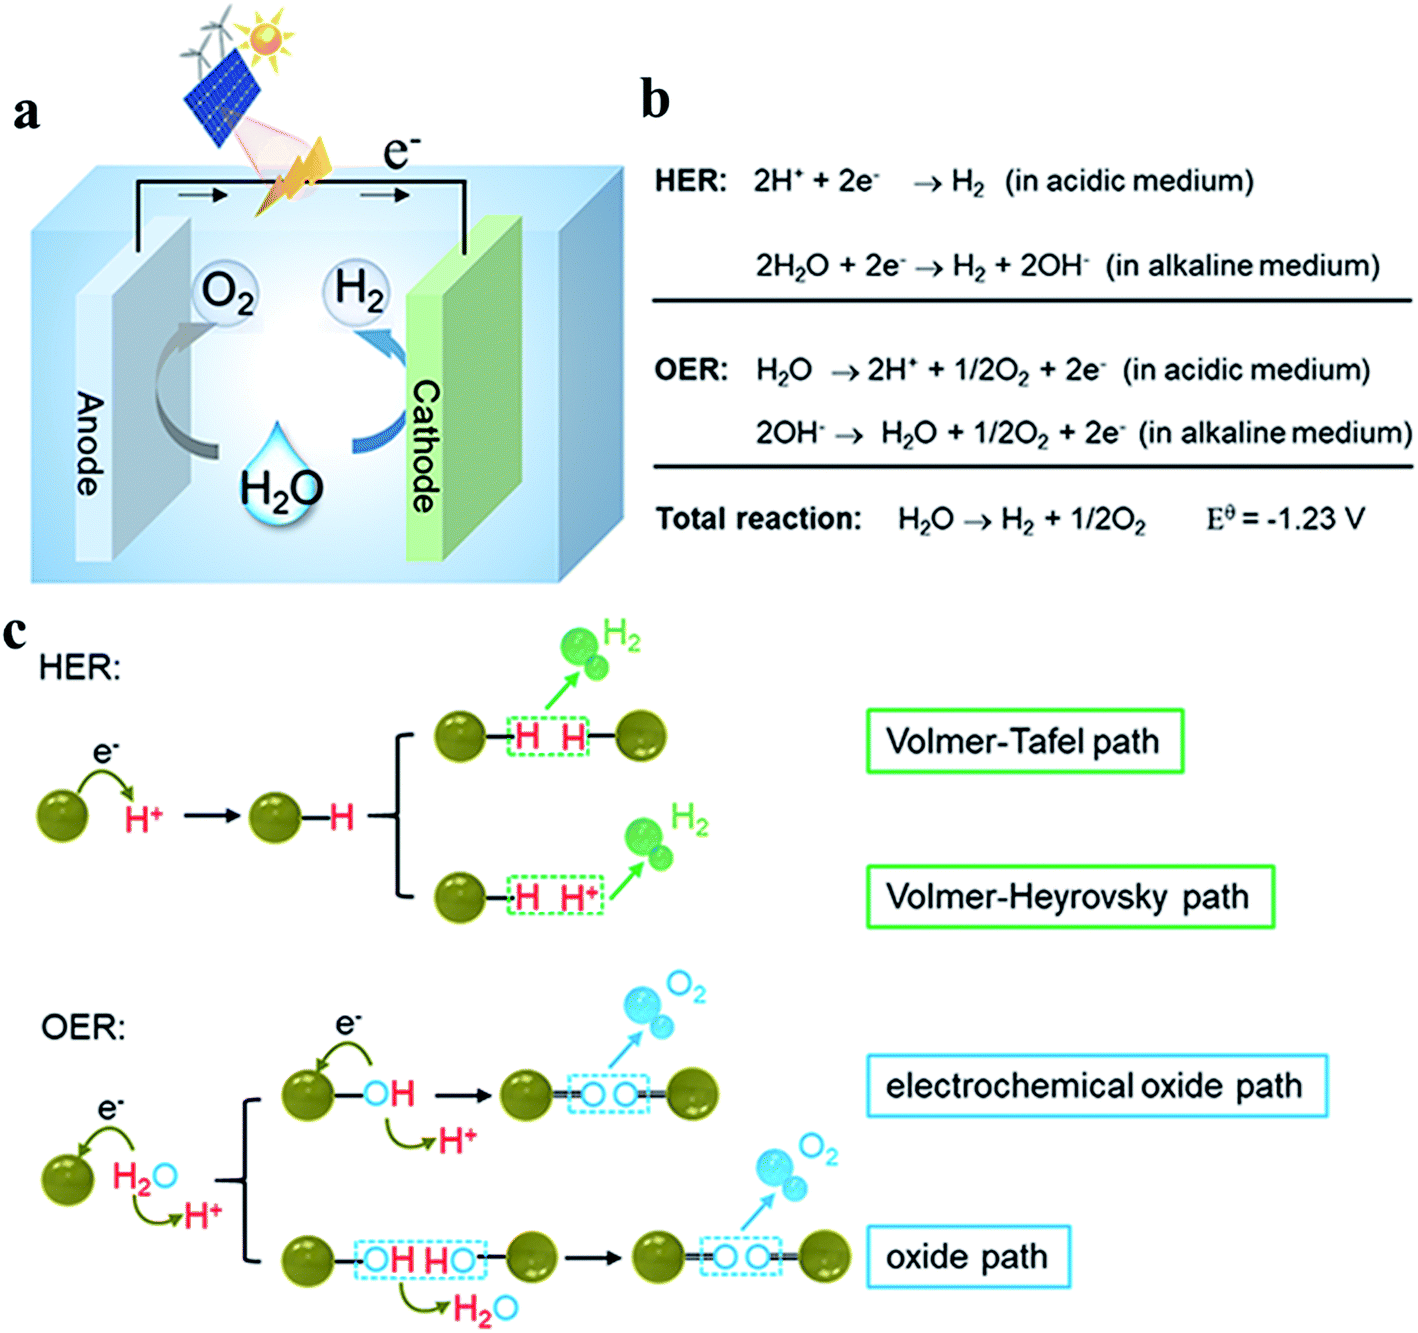 a
e⁻
O₂
H₂
Anode
Cathode
H₂O
b
HER: 2H⁺ + 2e⁻ → H₂ (in acidic medium)
2H₂O + 2e⁻ → H₂ + 2OH⁻ (in alkaline medium)
OER: H₂O → 2H⁺ + 1/2O₂ + 2e⁻ (in acidic medium)
2OH⁻ → H₂O + 1/2O₂ + 2e⁻ (in alkaline medium)
Total reaction: H₂O → H₂ + 1/2O₂ E^θ = -1.23 V
c
HER:
e⁻
H⁺
H
H₂
H H
Volmer-Tafel path
H₂
H H⁺
Volmer-Heyrovsky path
OER:
e⁻
H₂O
H⁺
e⁻
OH
H⁺
O₂
O O
electrochemical oxide path
OH HO
H₂O
O₂
O O
oxide path